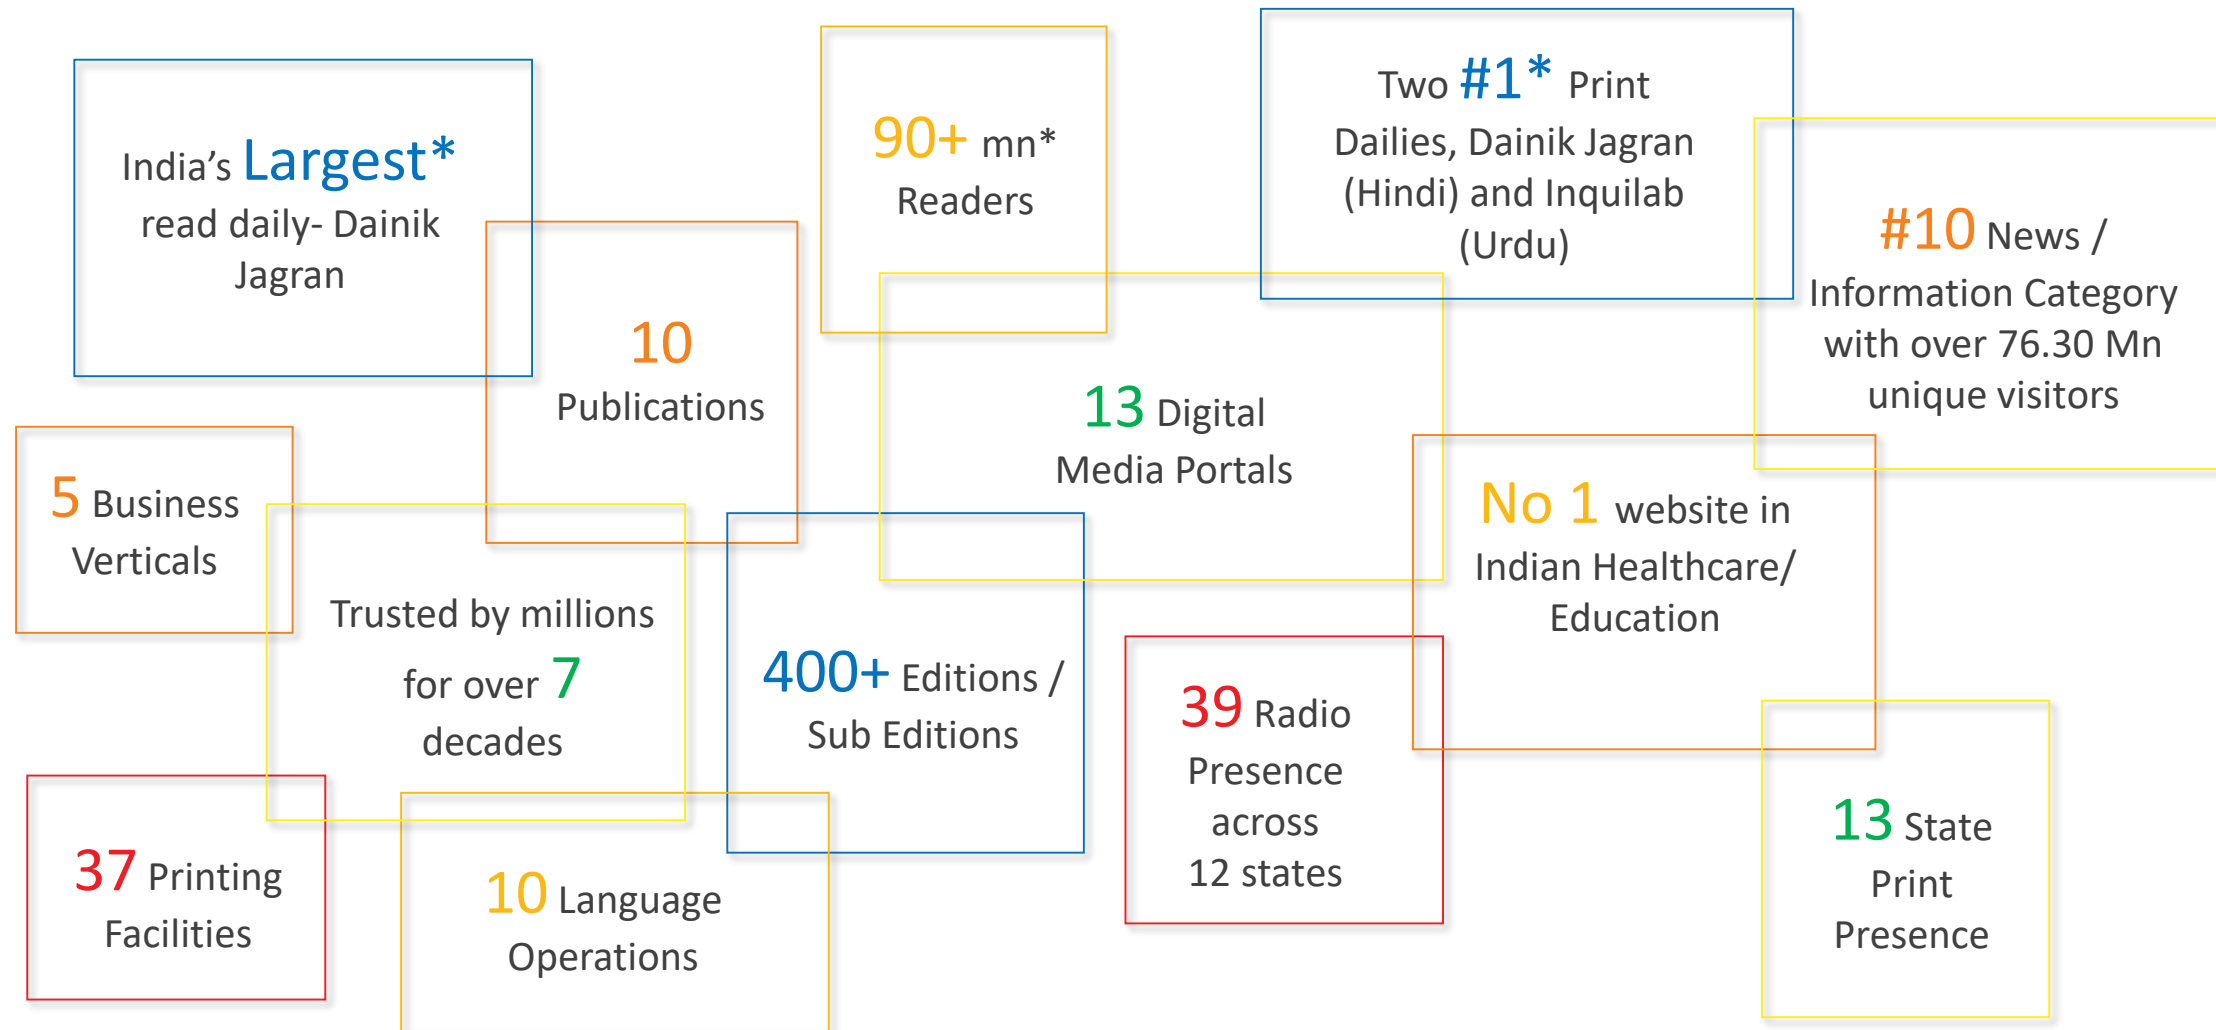 India’s Largest*
read daily- Dainik
Jagran
90+ mn*
Readers
Two #1* Print
Dailies, Dainik Jagran
(Hindi) and Inquilab
(Urdu)
#10 News /
Information Category
with over 76.30 Mn
unique visitors
10
Publications
13 Digital
Media Portals
5 Business
Verticals
No 1 website in
Indian Healthcare/
Education
Trusted by millions
for over 7
decades
400+ Editions /
Sub Editions
39 Radio
Presence
across
12 states
37 Printing
Facilities
10 Language
Operations
13 State
Print
Presence